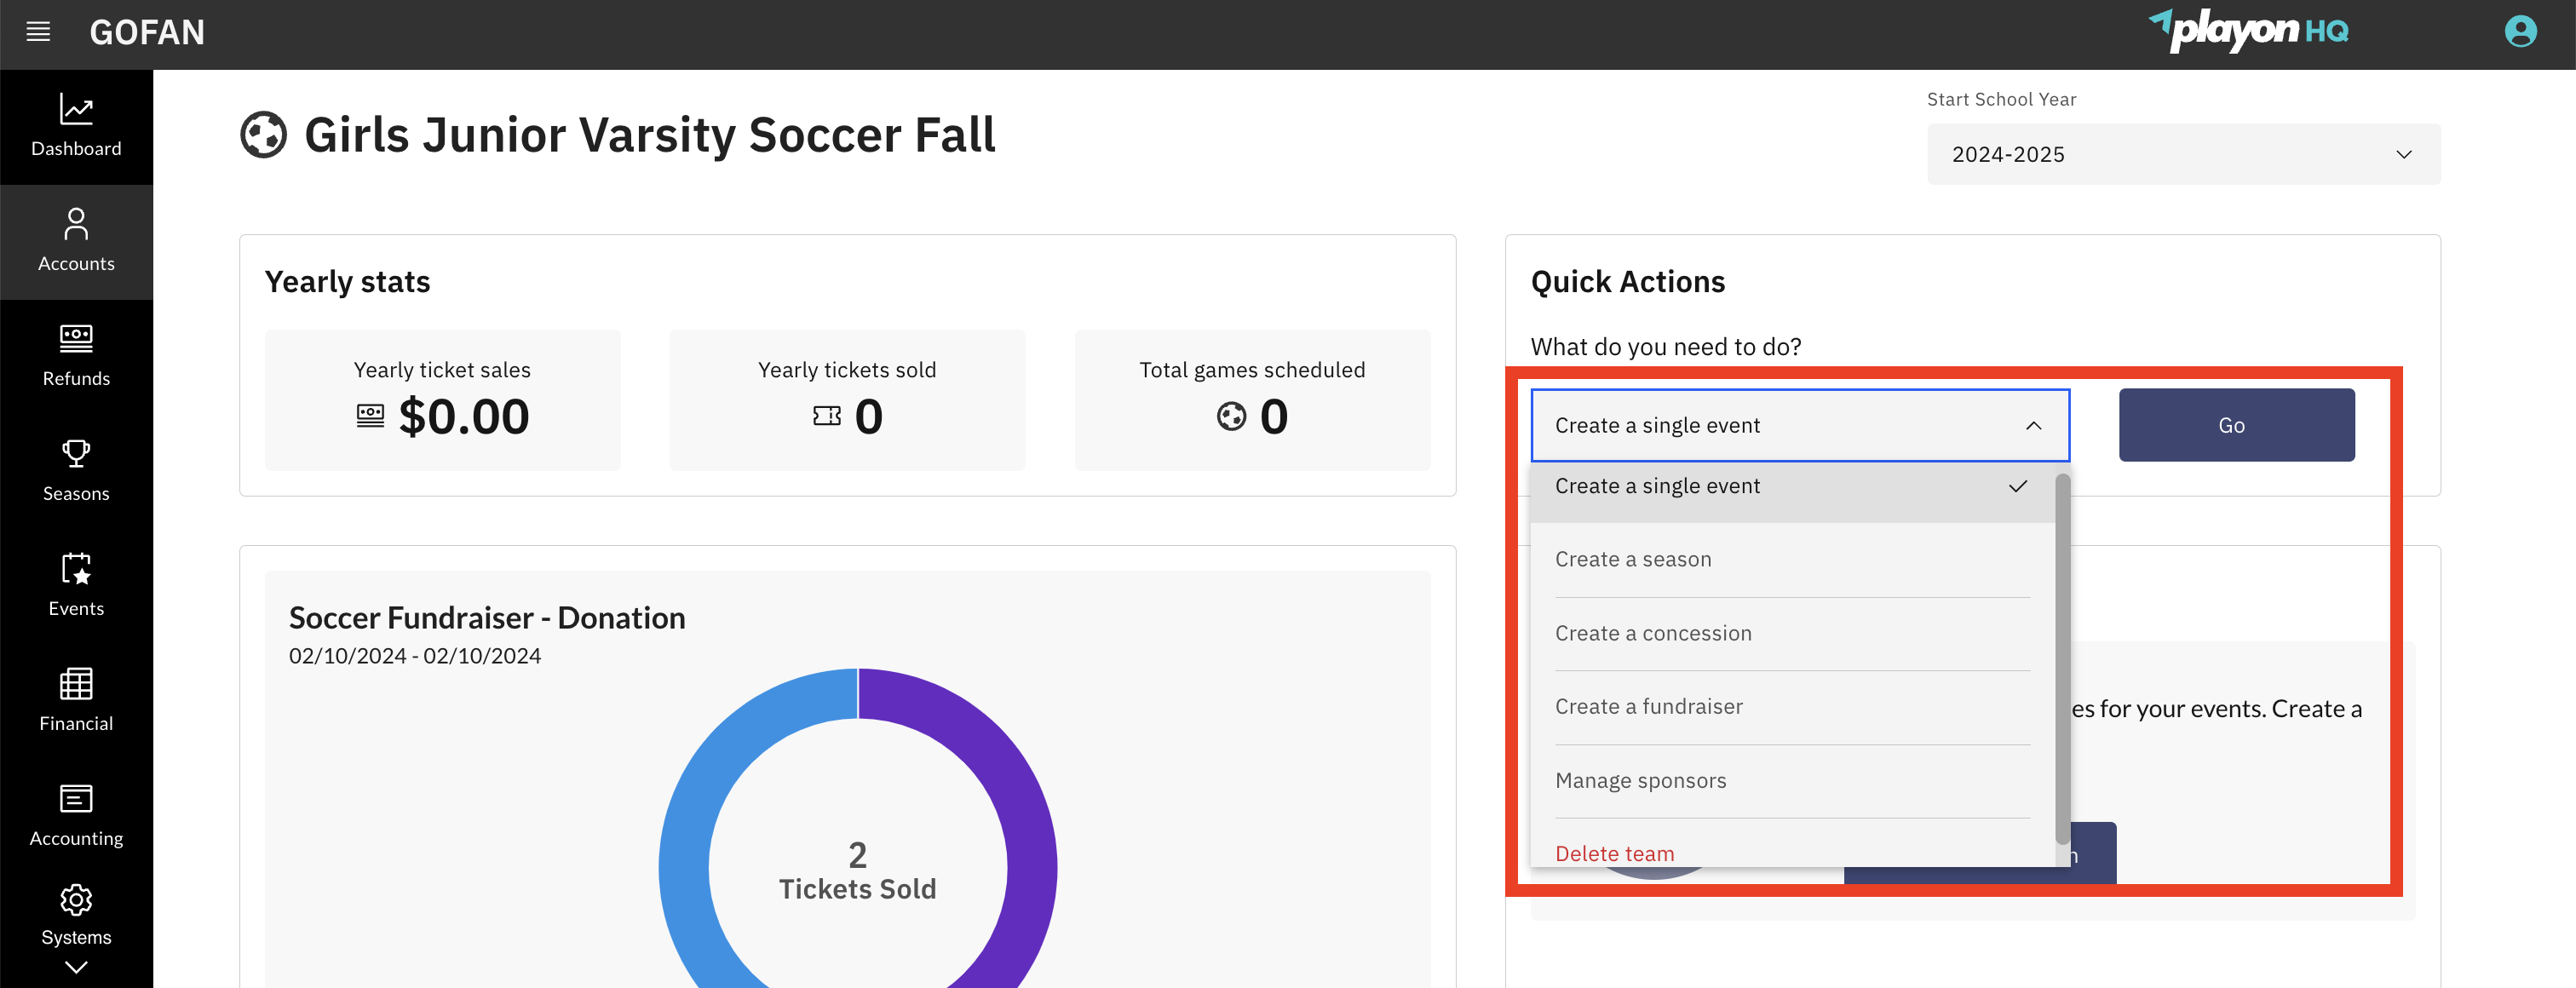 GOFAN
playon HQ
Dashboard
Accounts
Refunds
Seasons
Events
Financial
Accounting
Systems
Girls Junior Varsity Soccer Fall
Start School Year
2024-2025
Yearly stats
Yearly ticket sales
$0.00
Yearly tickets sold
0
Total games scheduled
0
Quick Actions
What do you need to do?
Create a single event
Go
Create a single event
Create a season
Create a concession
Create a fundraiser
Manage sponsors
Delete team
Soccer Fundraiser - Donation
02/10/2024 - 02/10/2024
2
Tickets Sold
for your events. Create a